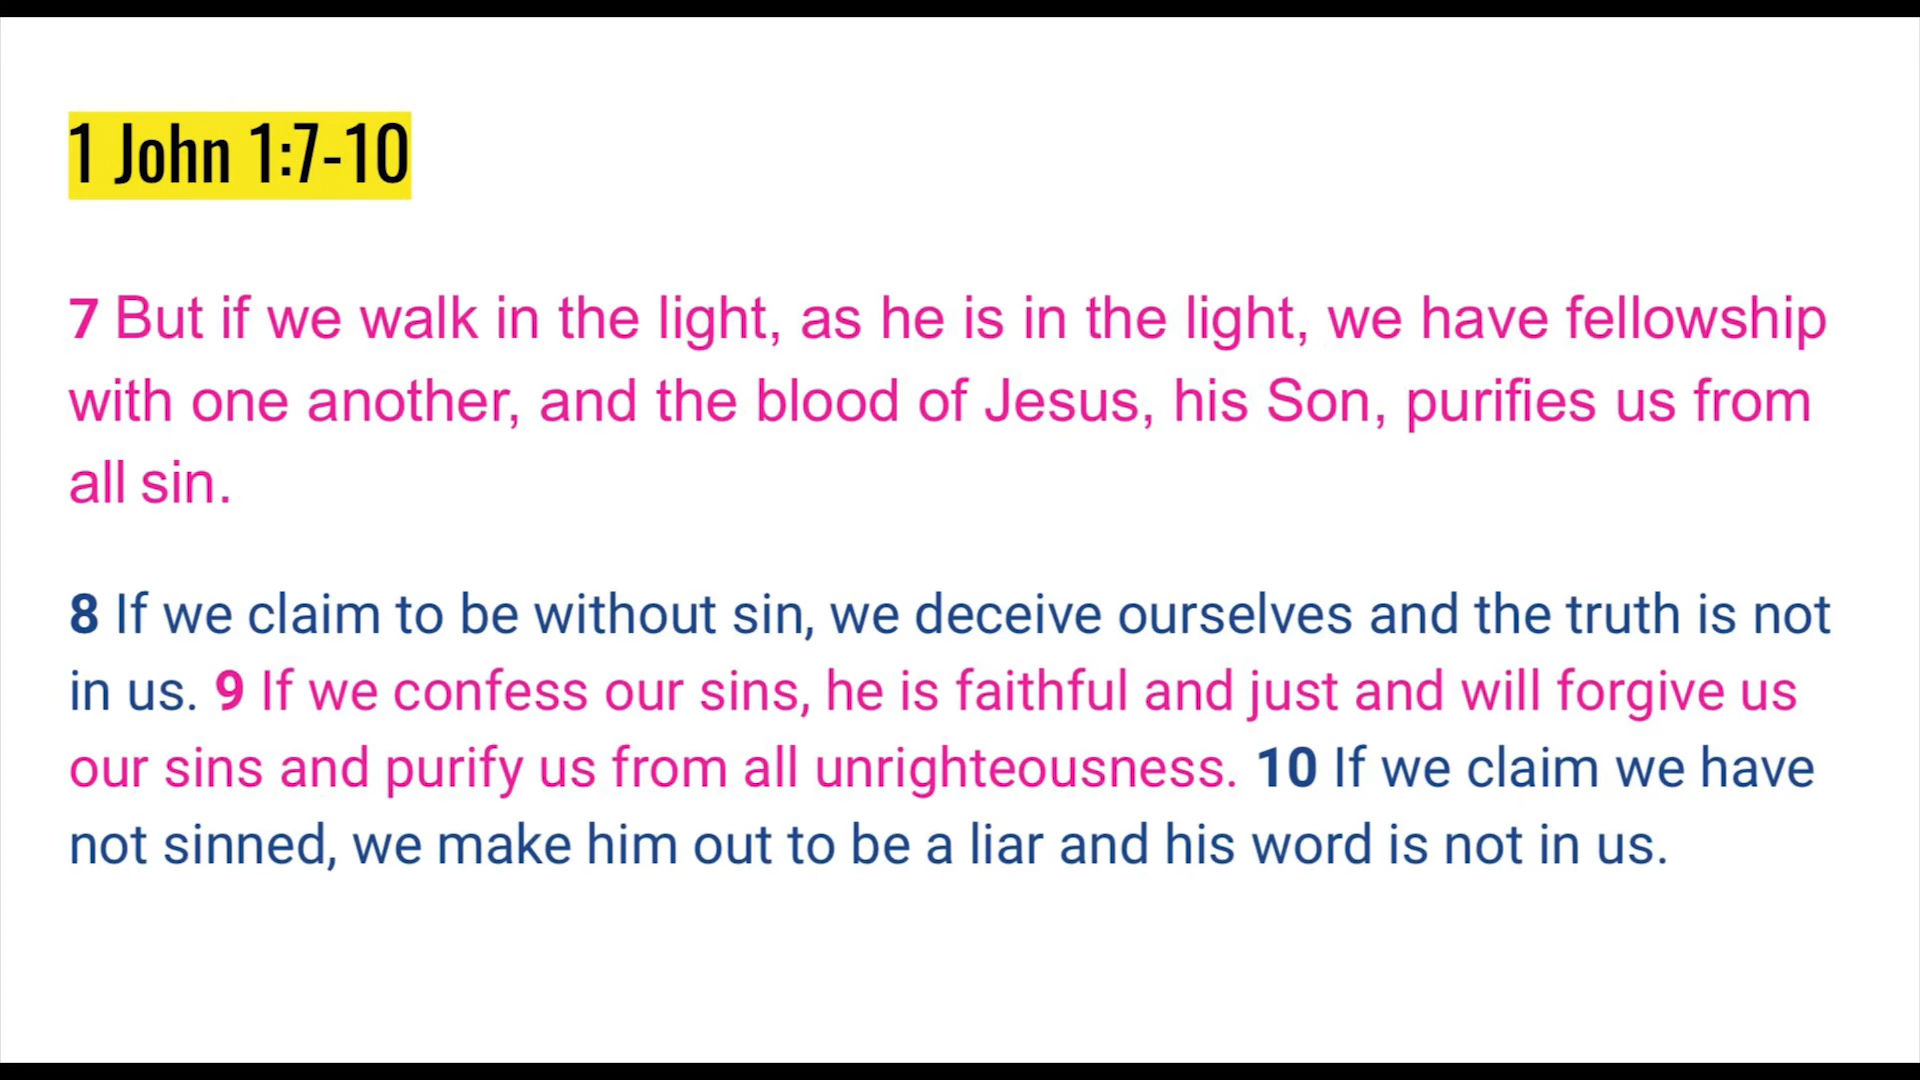 1 John 1:7-10
7 But if we walk in the light, as he is in the light, we have fellowship
with one another, and the blood of Jesus, his Son, purifies us from
all sin.
8 If we claim to be without sin, we deceive ourselves and the truth is not
in us. 9 If we confess our sins, he is faithful and just and will forgive us
our sins and purify us from all unrighteousness. 10 If we claim we have
not sinned, we make him out to be a liar and his word is not in us.